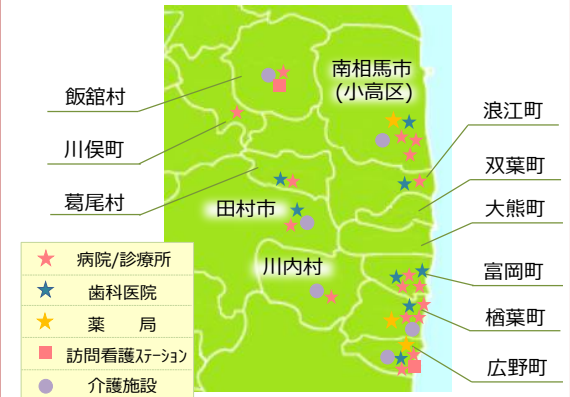 飯舘村
川俣町
葛尾村
南相馬市
(小高区)
田村市
川内村
浪江町
双葉町
大熊町
富岡町
楢葉町
広野町
病院/診療所
歯科医院
薬　局
訪問看護ｽﾃｰｼｮﾝ
介護施設